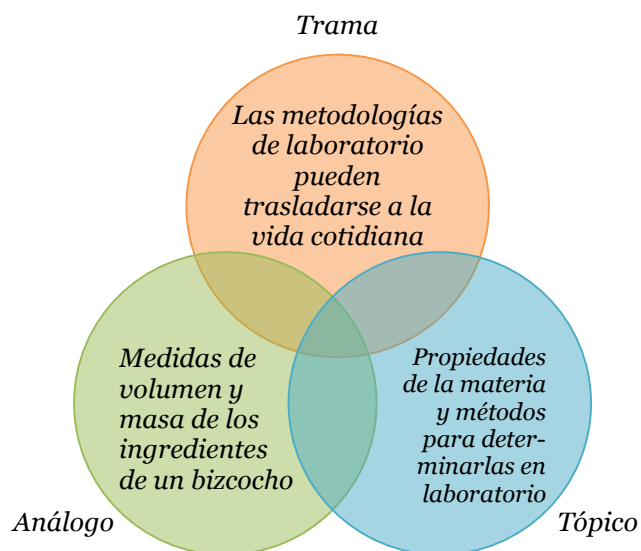 Trama
Las metodologías
de laboratorio
pueden
trasladarse a la
vida cotidiana
Medidas de
volumen y
masa de los
ingredientes
de un bizcocho
Propiedades
de la materia
y métodos
para deter-
minarlas en
laboratorio
Análogo
Tópico